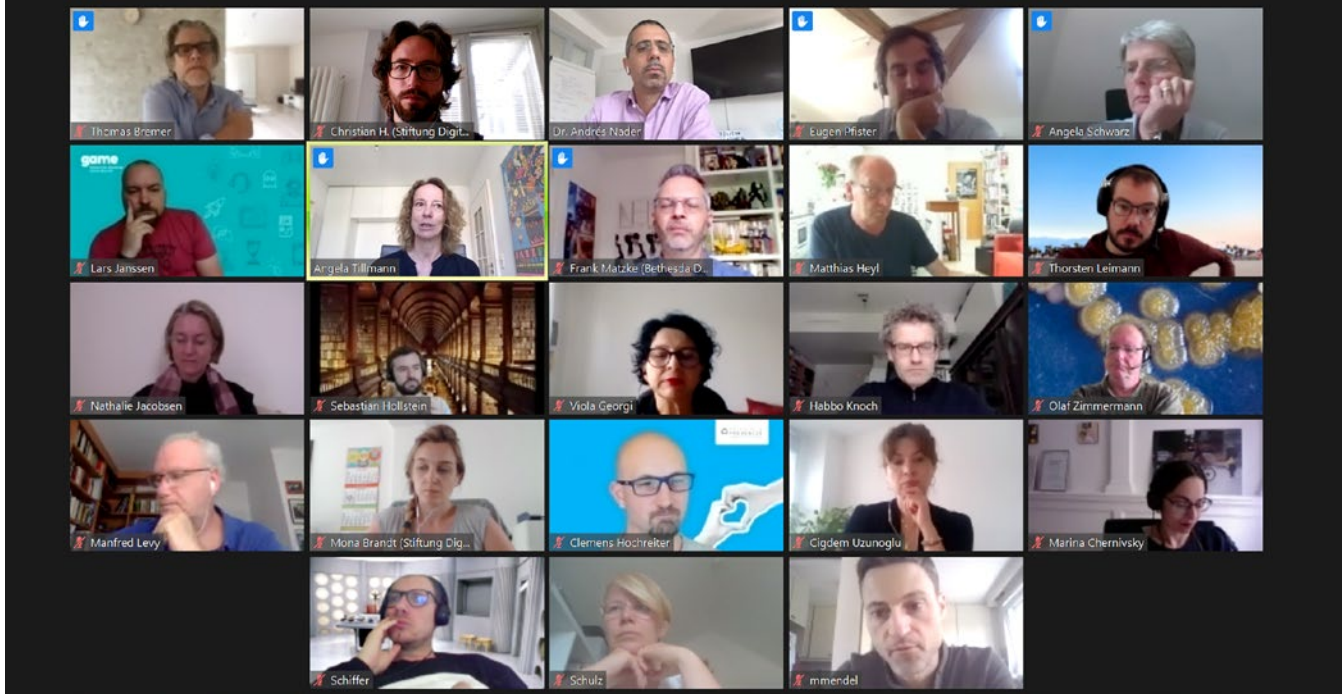 Thomas Bremer
Christian H. (Stiftung Digit...
Dr. Andrés Nader
Eugen Pfister
Angela Schwarz
game
Lars Janssen
Angela Tillmann
Frank Matzke (Bethesda D...
Matthias Heyl
Thorsten Leimann
Nathalie Jacobsen
Sebastian Hollstein
Viola Georgi
Habbo Knoch
Olaf Zimmermann
Manfred Levy
Mona Brandt (Stiftung Dig...
Clemens Hochreiter
Cigdem Uzunoglu
Marina Chernivsky
Schiffer
Schulz
mmendel